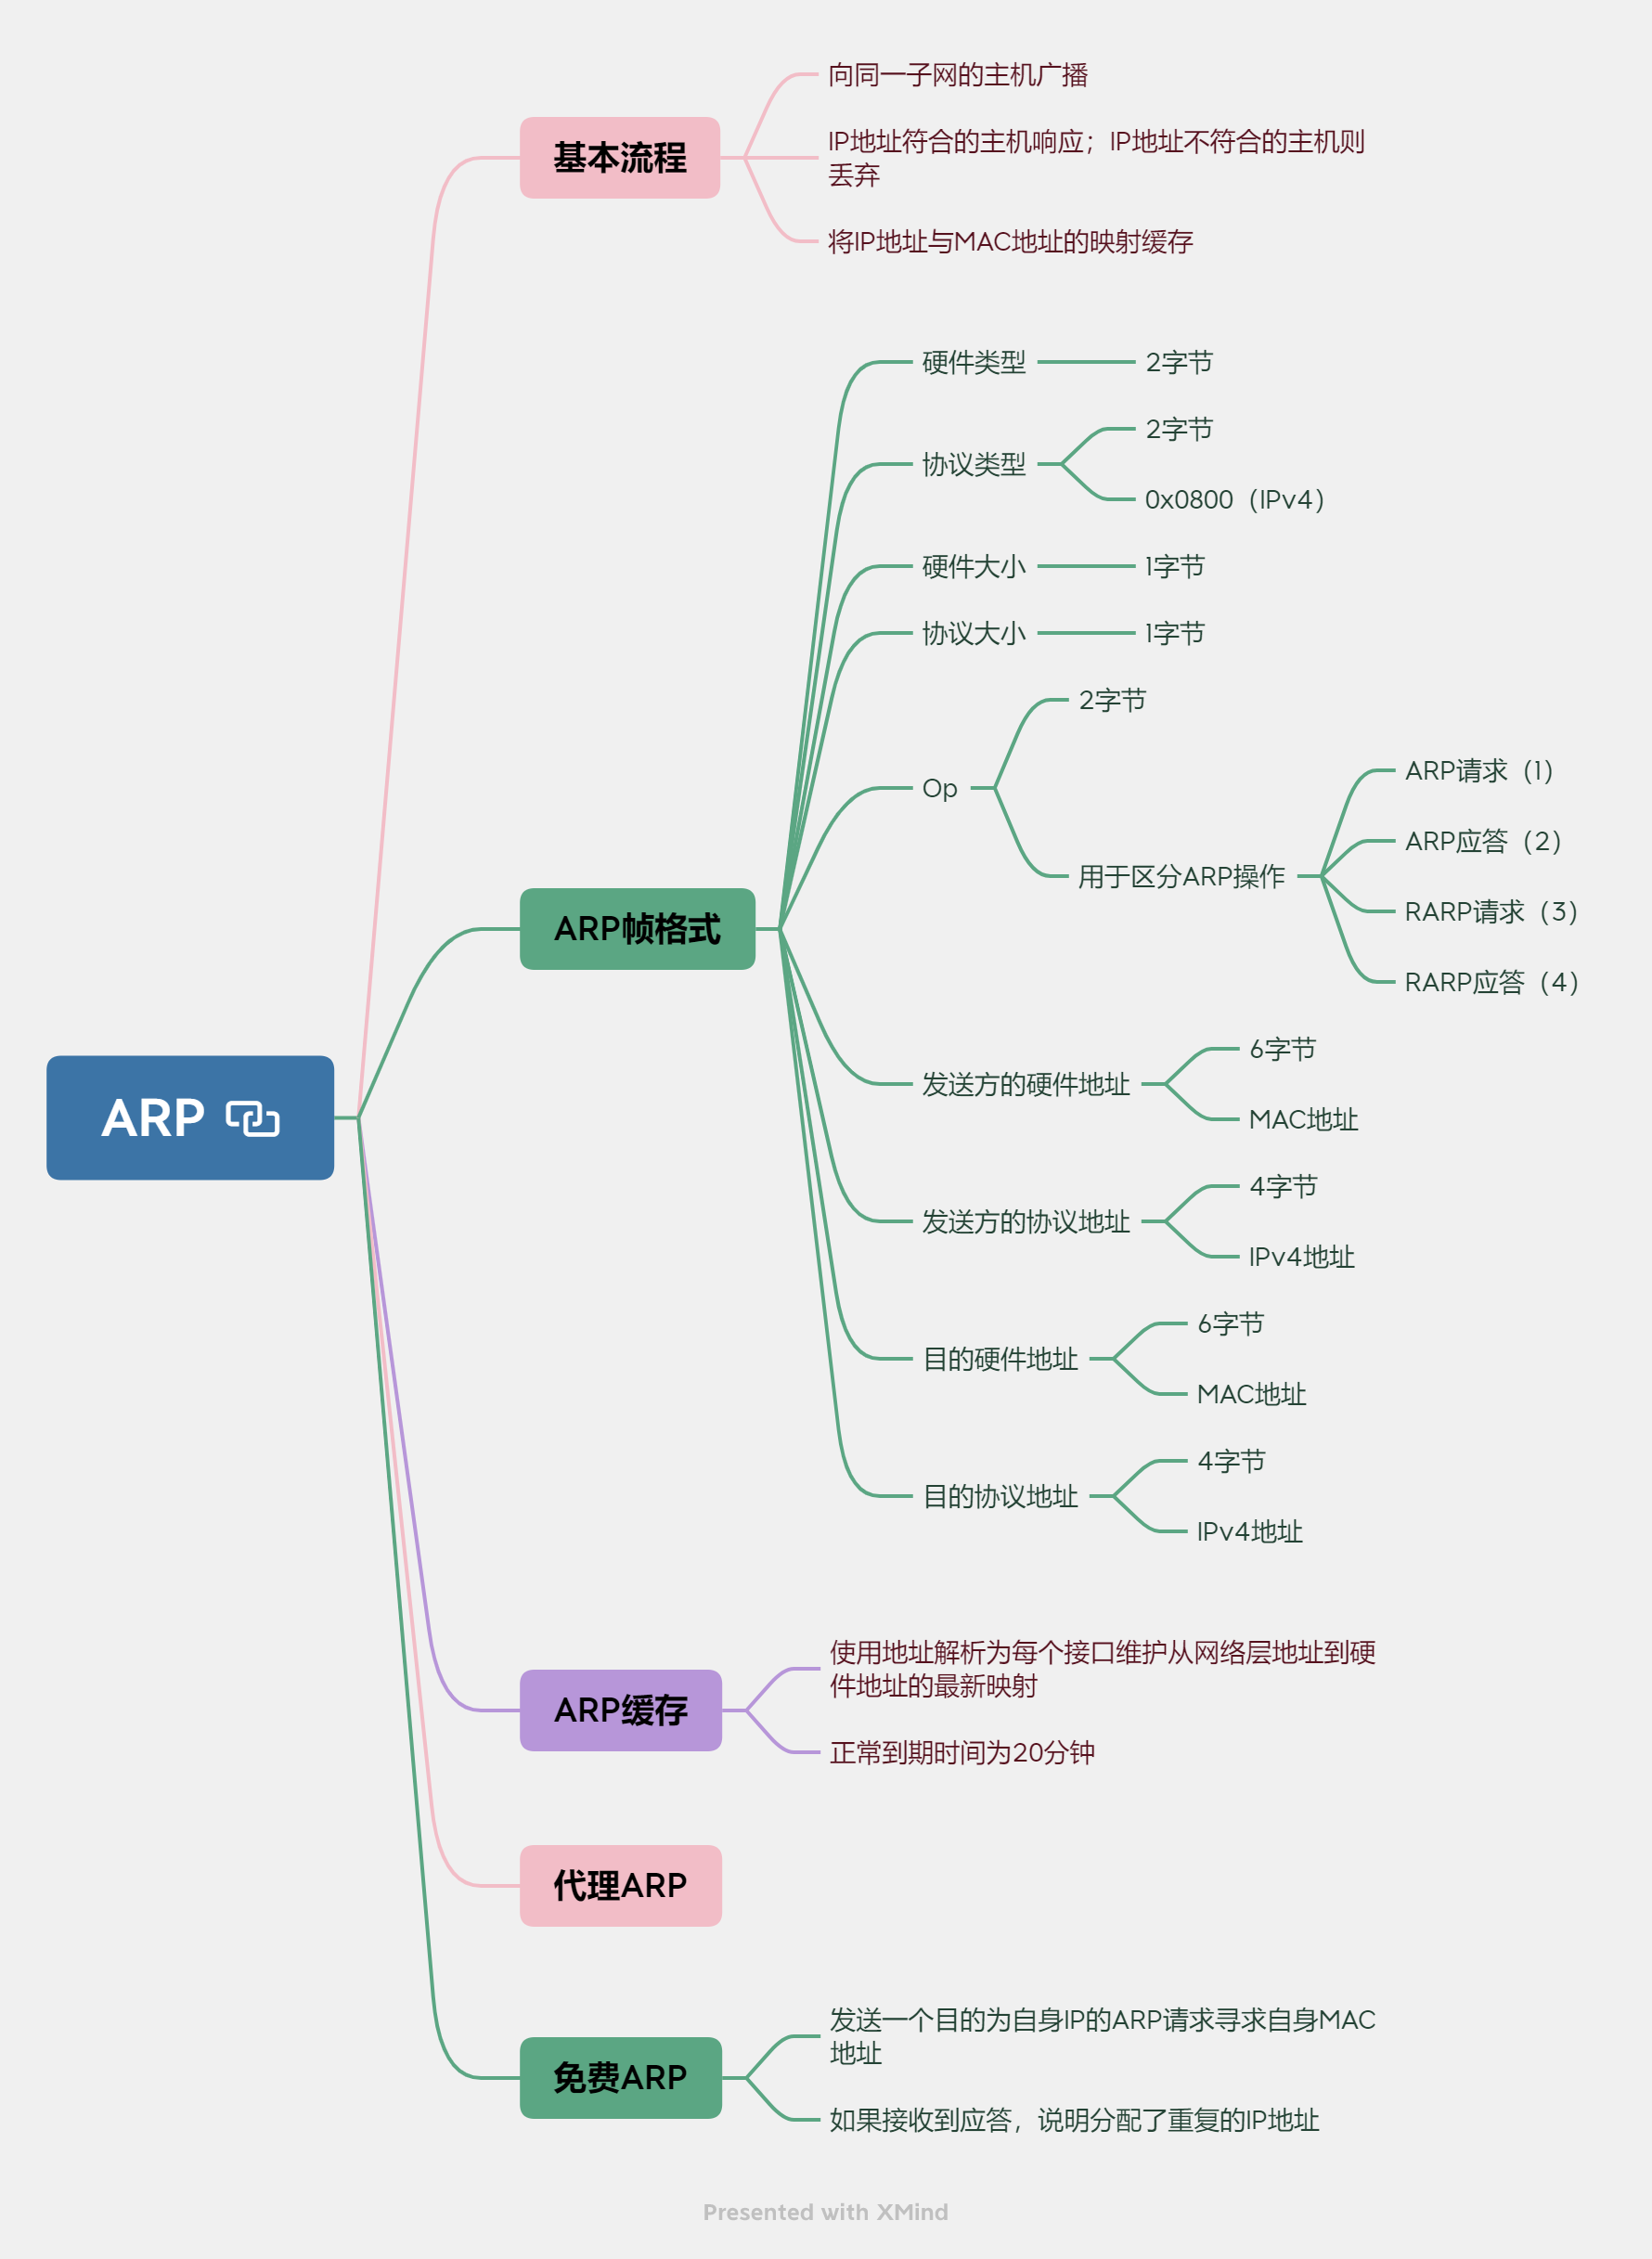 ARP
基本流程
向同一子网的主机广播
IP地址符合的主机响应；IP地址不符合的主机则
丢弃
将IP地址与MAC地址的映射缓存
ARP帧格式
硬件类型
2字节
协议类型
2字节
0x0800（IPv4）
硬件大小
1字节
协议大小
1字节
Op
2字节
用于区分ARP操作
ARP请求（1）
ARP应答（2）
RARP请求（3）
RARP应答（4）
发送方的硬件地址
6字节
MAC地址
发送方的协议地址
4字节
IPv4地址
目的硬件地址
6字节
MAC地址
目的协议地址
4字节
IPv4地址
ARP缓存
使用地址解析为每个接口维护从网络层地址到硬
件地址的最新映射
正常到期时间为20分钟
代理ARP
免费ARP
发送一个目的为自身IP的ARP请求寻求自身MAC
地址
如果接收到应答，说明分配了重复的IP地址
Presented with XMind